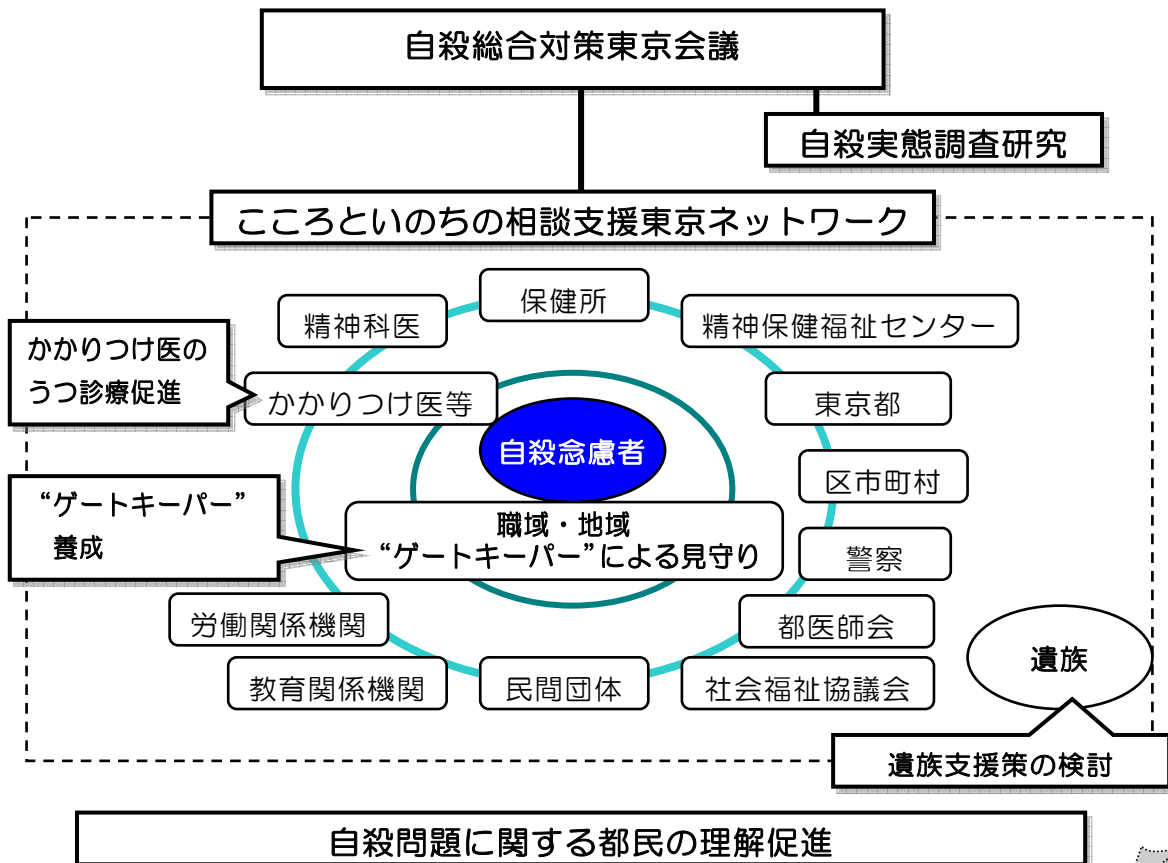 自殺総合対策東京会議
自殺実態調査研究
こころといのちの相談支援東京ネットワーク
保健所
精神科医
精神保健福祉センター
かかりつけ医の
うつ診療促進
かかりつけ医等
東京都
自殺念慮者
区市町村
“ゲートキーパー”
養成
職域・地域
“ゲートキーパー”による見守り
警察
労働関係機関
都医師会
遺族
教育関係機関
民間団体
社会福祉協議会
遺族支援策の検討
自殺問題に関する都民の理解促進